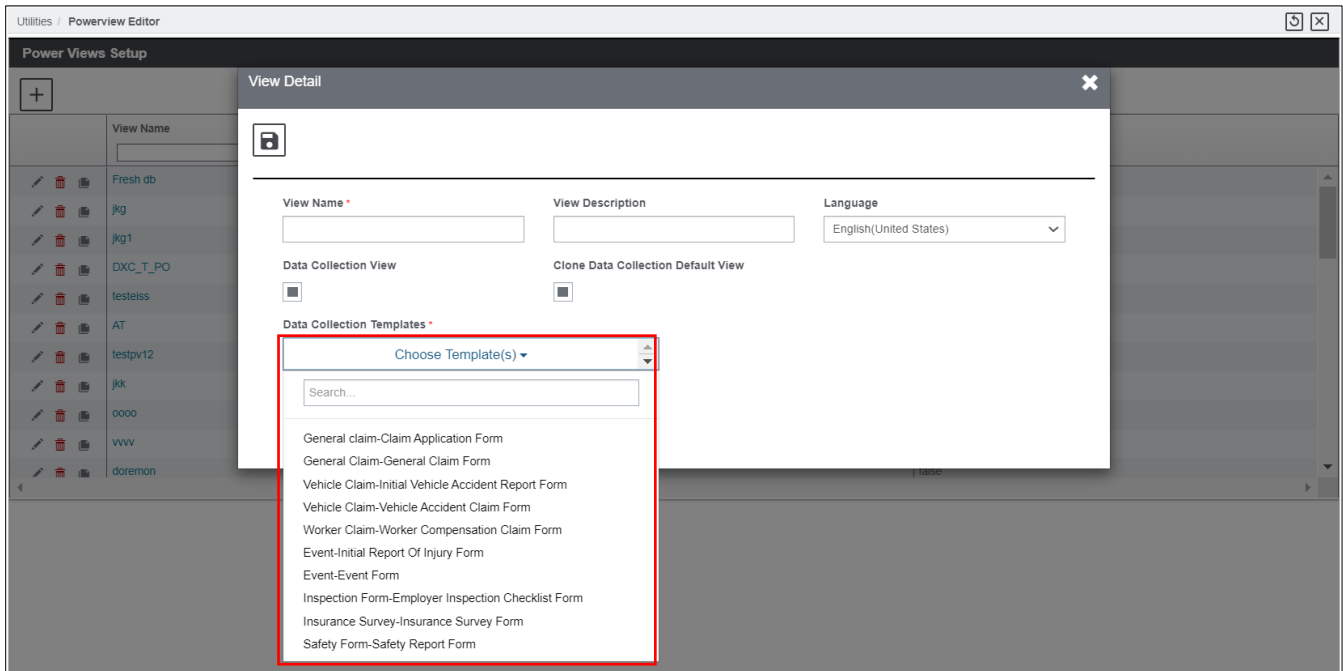 Utilities / Powerview Editor
Power Views Setup
View Detail
View Name
Fresh db
jkg
jkg1
DXC_T_PO
testeiss
AT
testpv12
jkk
oooo
vvvv
doremon
false
View Name * View Description Language
English(United States)
Data Collection View Clone Data Collection Default View
Data Collection Templates *
Choose Template(s)
Search...
General claim-Claim Application Form
General Claim-General Claim Form
Vehicle Claim-Initial Vehicle Accident Report Form
Vehicle Claim-Vehicle Accident Claim Form
Worker Claim-Worker Compensation Claim Form
Event-Initial Report Of Injury Form
Event-Event Form
Inspection Form-Employer Inspection Checklist Form
Insurance Survey-Insurance Survey Form
Safety Form-Safety Report Form